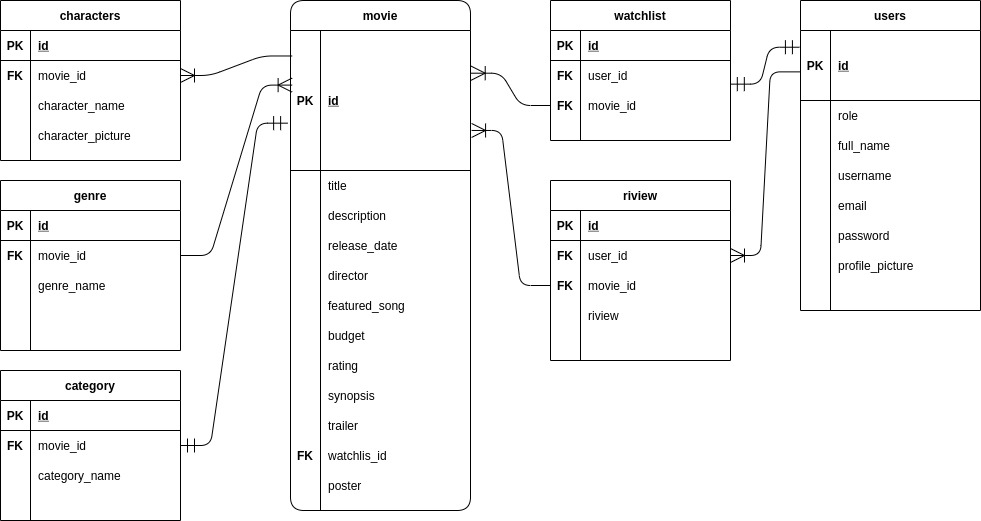 characters
PK id
FK movie_id
character_name
character_picture
genre
PK id
FK movie_id
genre_name
category
PK id
FK movie_id
category_name
movie
PK id
title
description
release_date
director
featured_song
budget
rating
synopsis
trailer
FK watchlis_id
poster
watchlist
PK id
FK user_id
FK movie_id
riview
PK id
FK user_id
FK movie_id
riview
users
PK id
role
full_name
username
email
password
profile_picture